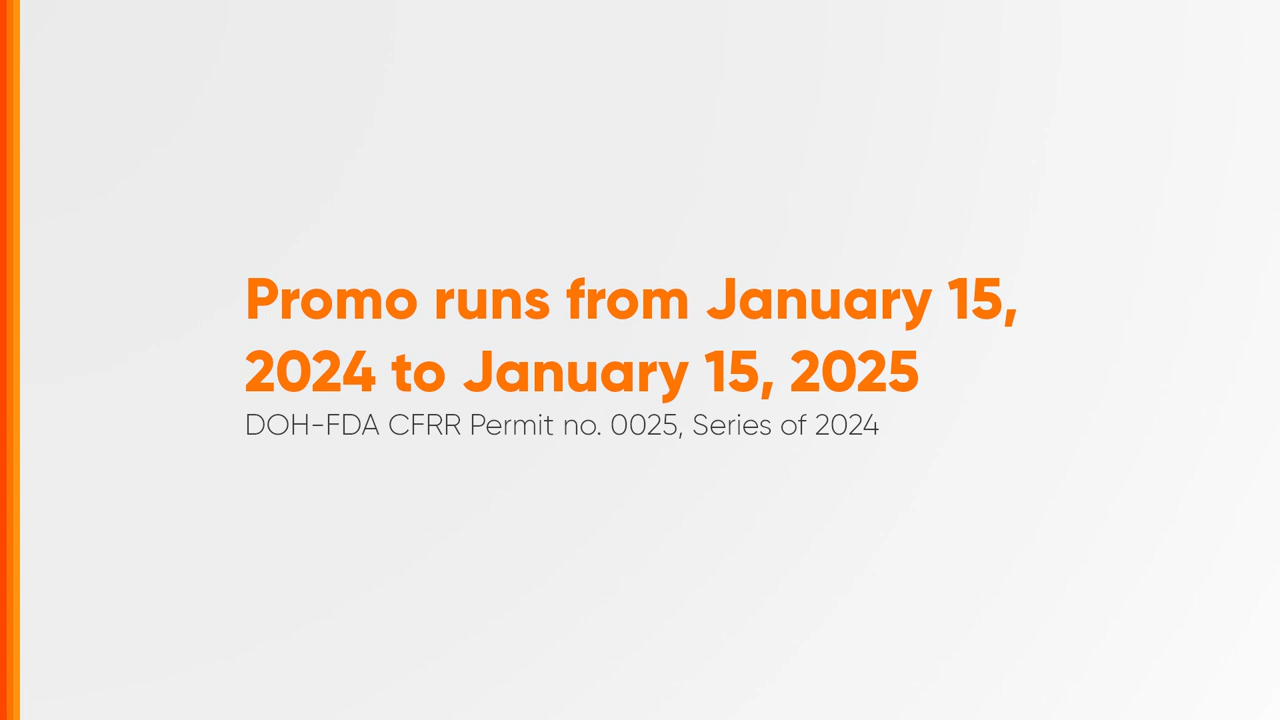 Promo runs from January 15,
2024 to January 15, 2025
DOH-FDA CFRR Permit no. 0025, Series of 2024